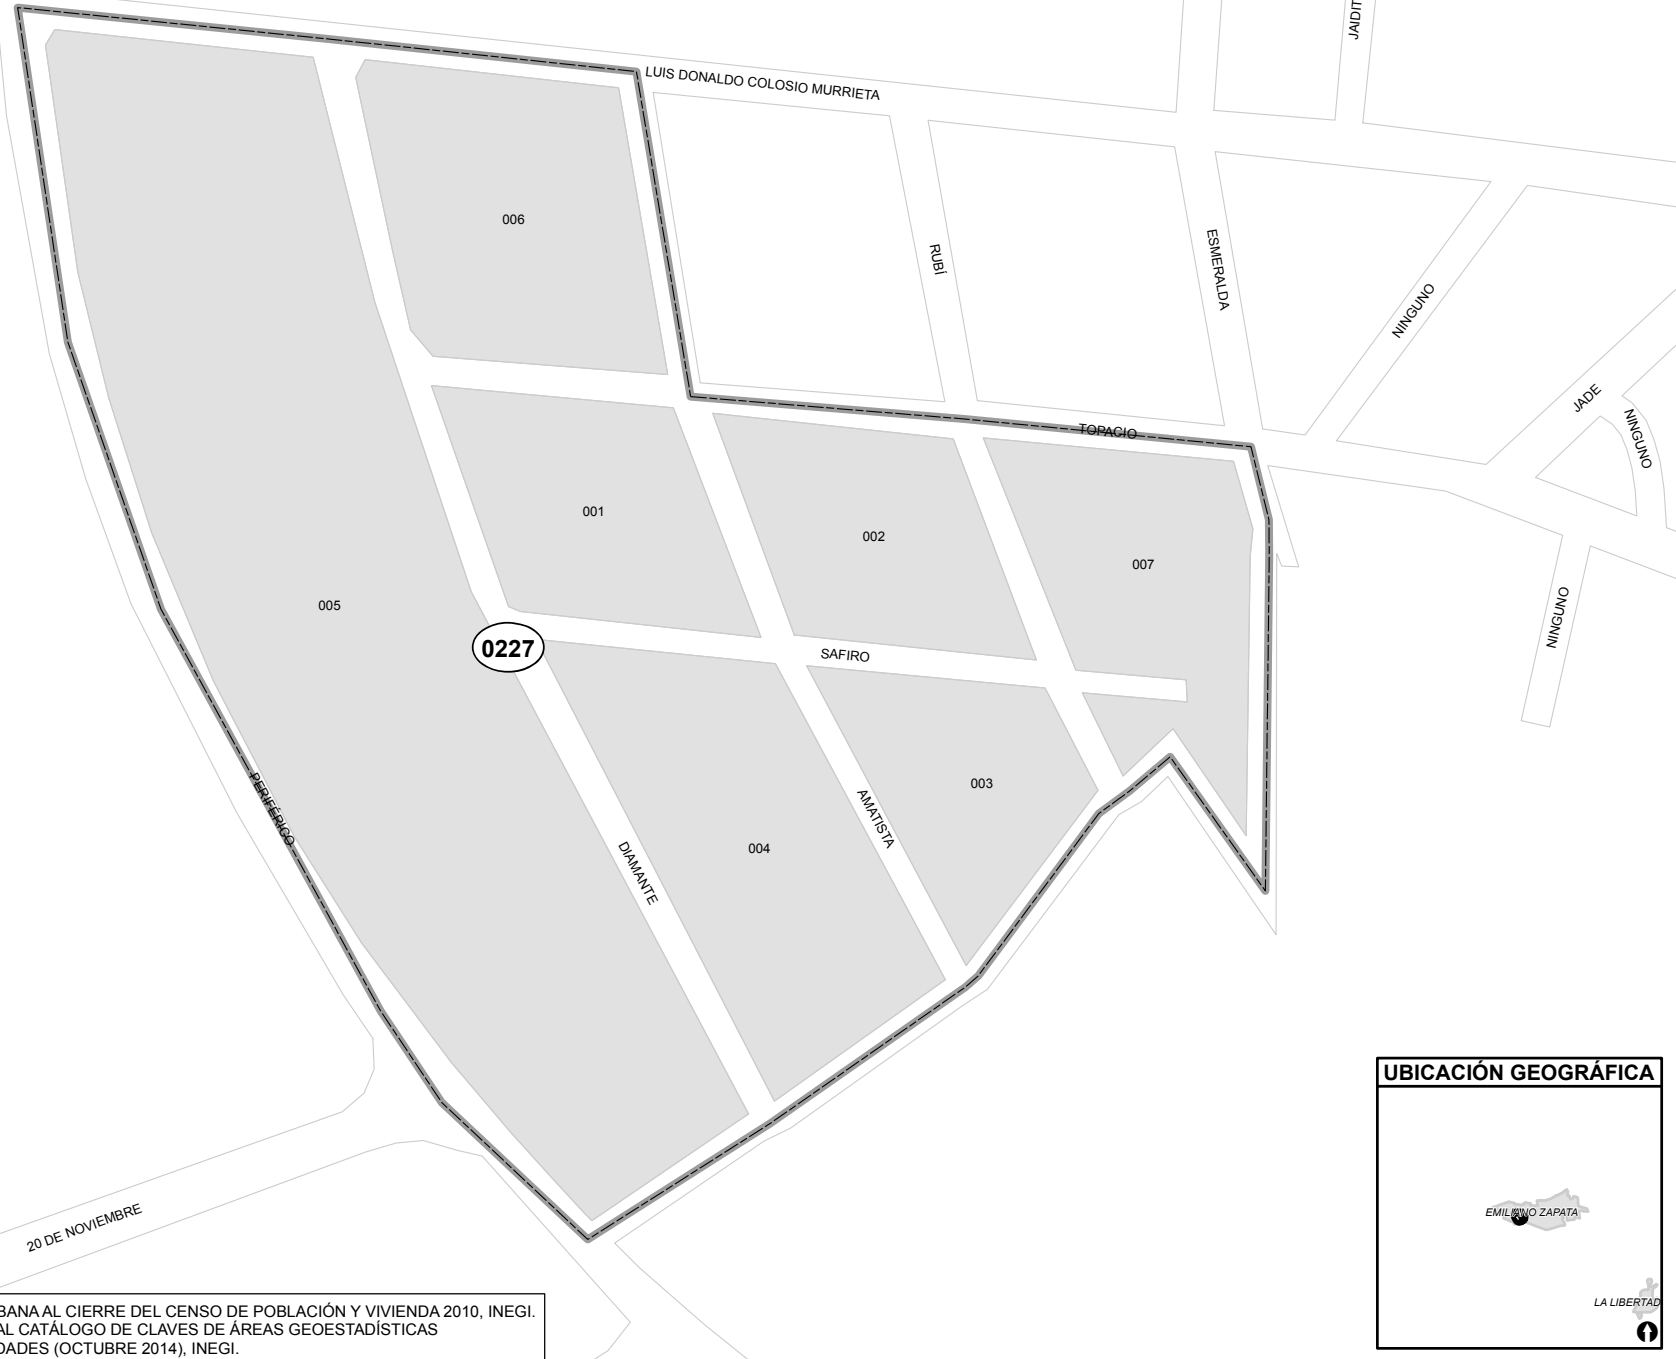 JAIDIT
LUIS DONALDO COLOSIO MURRIETA
006
RUBÍ
ESMERALDA
NINGUNO
JADE
NINGUNO
TOPACIO
001
002
007
005
0227
SAFIRO
NINGUNO
PERIFÉRICO
003
AMATISTA
004
DIAMANTE
20 DE NOVIEMBRE
UBICACIÓN GEOGRÁFICA
EMILIANO ZAPATA
LA LIBERTAD
BANA AL CIERRE DEL CENSO DE POBLACIÓN Y VIVIENDA 2010, INEGI.
AL CATÁLOGO DE CLAVES DE ÁREAS GEOESTADÍSTICAS
DADES (OCTUBRE 2014), INEGI.